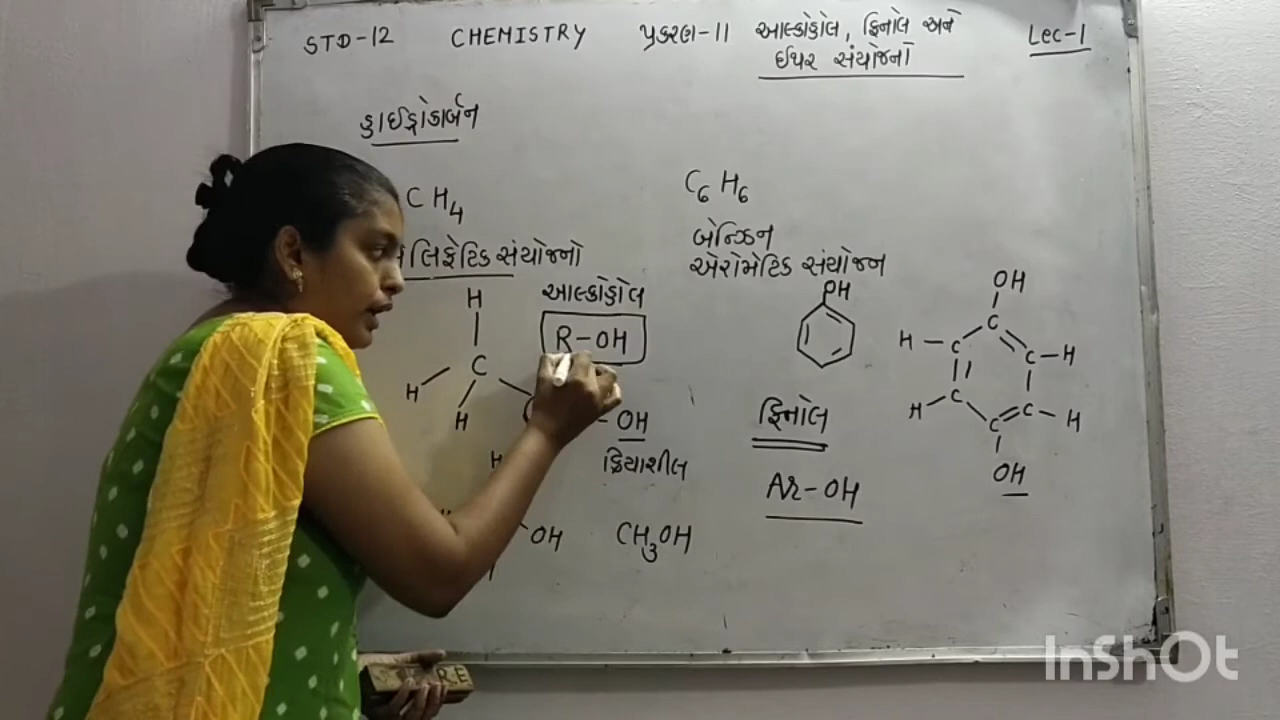 STD-12 CHEMISTRY પ્રકરણ-11 આલ્કોહોલ, ફિનોલ અને Lec-1
ઈથર સંયોજનો
હાઈડ્રોકાર્બન
CH4
લિફેટિક સંયોજનો
C6H6
બેન્ઝિન
એરોમેટિક સંયોજન
આલ્કોહોલ
R-OH
H
C
H
H
OH
ક્રિયાશીલ
H
OH
CH3OH
OH
ફિનોલ
Ar-OH
OH
C
H C C H
C C
H C H
OH
InShOt